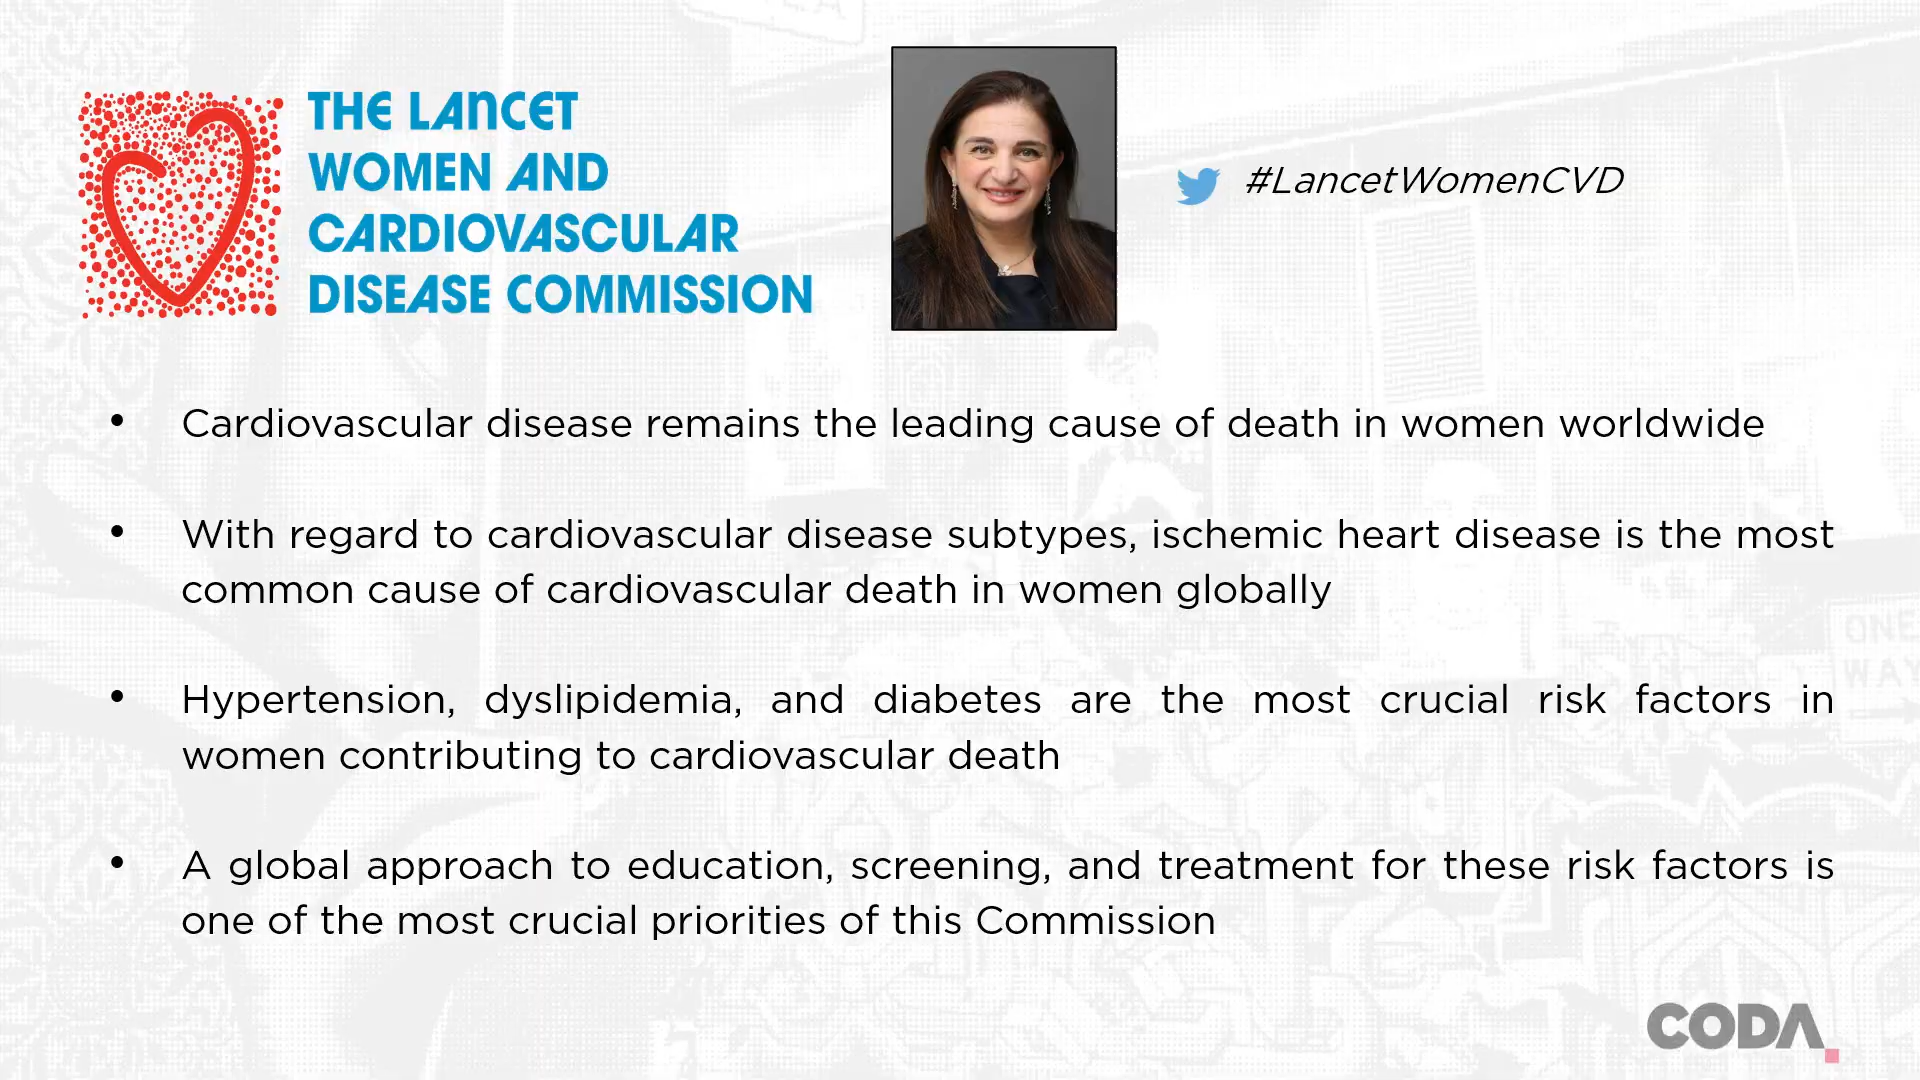 THE LANCET
WOMEN AND
CARDIOVASCULAR
DISEASE COMMISSION
#LancetWomenCVD
• Cardiovascular disease remains the leading cause of death in women worldwide
• With regard to cardiovascular disease subtypes, ischemic heart disease is the most
common cause of cardiovascular death in women globally
• Hypertension, dyslipidemia, and diabetes are the most crucial risk factors in
women contributing to cardiovascular death
• A global approach to education, screening, and treatment for these risk factors is
one of the most crucial priorities of this Commission
ONE
WAY
CODA